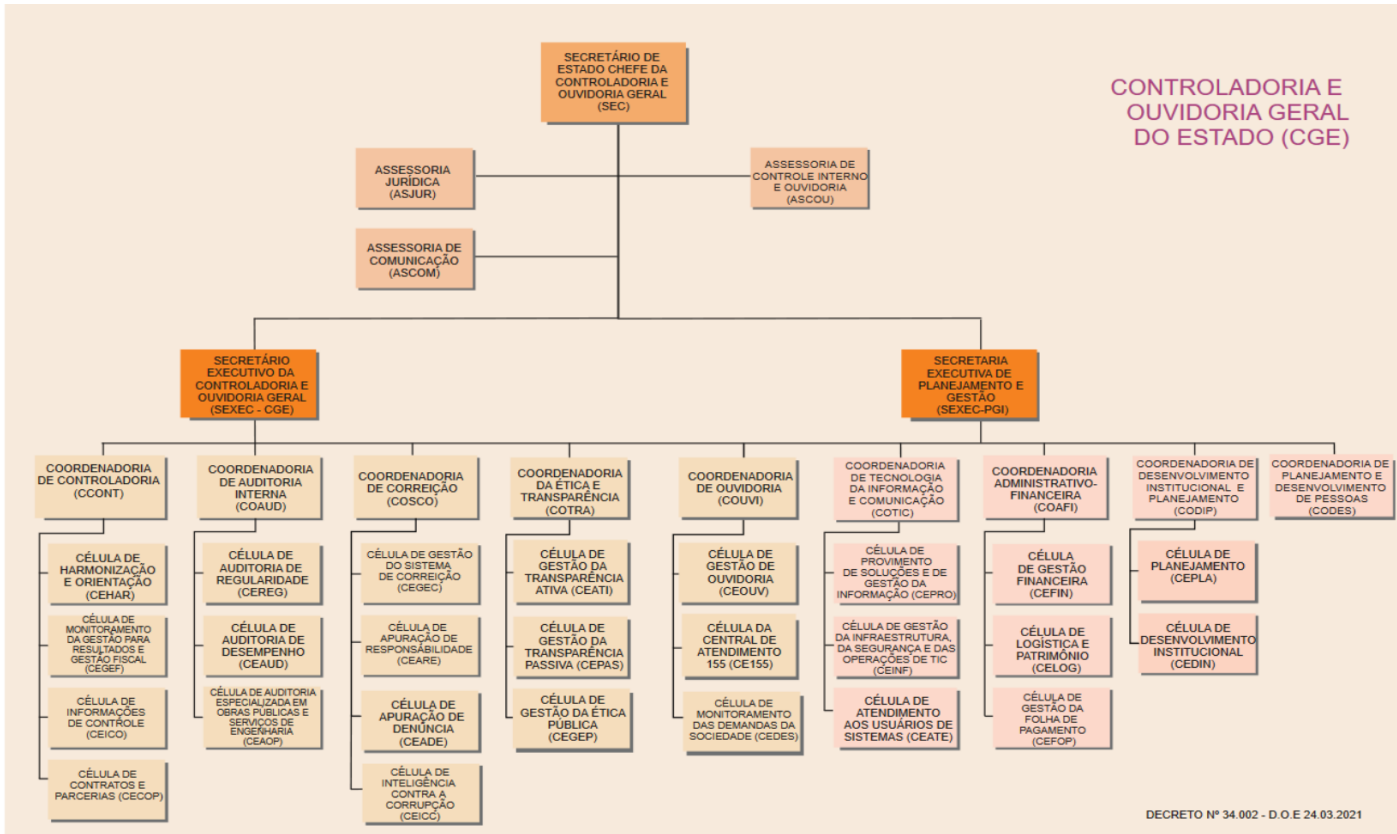 SECRETÁRIO DE
ESTADO CHEFE DA
CONTROLADORIA E
OUVIDORIA GERAL
(SEC)
CONTROLADORIA E
OUVIDORIA GERAL
DO ESTADO (CGE)
ASSESSORIA
JURÍDICA
(ASJUR)
ASSESSORIA DE
CONTROLE INTERNO
E OUVIDORIA
(ASCOU)
ASSESSORIA DE
COMUNICAÇÃO
(ASCOM)
SECRETÁRIO
EXECUTIVO DA
CONTROLADORIA E
OUVIDORIA GERAL
(SEXEC - CGE)
SECRETARIA
EXECUTIVA DE
PLANEJAMENTO E
GESTÃO
(SEXEC-PGI)
COORDENADORIA
DE CONTROLADORIA
(CCONT)
CÉLULA DE
HARMONIZAÇÃO
E ORIENTAÇÃO
(CEHAR)
CÉLULA DE
MONITORAMENTO
DA GESTÃO PARA
RESULTADOS E
GESTÃO FISCAL
(CEGEF)
CÉLULA DE
INFORMAÇÕES
DE CONTRÔLE
(CEICO)
CÉLULA DE
CONTRATOS E
PARCERIAS (CECOP)
COORDENADORIA
DE AUDITORIA
INTERNA
(COAUD)
CÉLULA DE
AUDITORIA DE
REGULARIDADE
(CEREG)
CÉLULA DE
AUDITORIA DE
DESEMPENHO
(CEAUD)
CÉLULA DE AUDITORIA
ESPECIALIZADA EM
OBRAS PÚBLICAS E
SERVIÇOS DE
ENGENHARIA
(CEAOP)
COORDENADORIA
DE CORREIÇÃO
(COSCO)
CÉLULA DE GESTÃO
DO SISTEMA
DE CORREIÇÃO
(CEGEC)
CÉLULA DE
APURAÇÃO DE
RESPONSABILIDADE
(CEARE)
CÉLULA DE
APURAÇÃO DE
DENÚNCIA
(CEADE)
CÉLULA DE
INTELIGÊNCIA
CONTRA A
CORRUPÇÃO
(CEICC)
COORDENADORIA
DA ÉTICA E
TRANSPARÊNCIA
(COTRA)
CÉLULA DE
GESTÃO DA
TRANSPARÊNCIA
ATIVA (CEATI)
CÉLULA DE
GESTÃO DA
TRANSPARÊNCIA
PASSIVA (CEPAS)
CÉLULA DE
GESTÃO DA ÉTICA
PÚBLICA
(CEGEP)
COORDENADORIA
DE OUVIDORIA
(COUVI)
CÉLULA DE
GESTÃO DE
OUVIDORIA
(CEOUV)
CÉLULA DA
CENTRAL DE
ATENDIMENTO
155 (CE155)
CÉLULA DE
MONITORAMENTO
DAS DEMANDAS DA
SOCIEDADE (CEDES)
COORDENADORIA
DE TECNOLOGIA
DA INFORMAÇÃO
E COMUNICAÇÃO
(COTIC)
CÉLULA DE
PROVIMENTO
DE SOLUÇÕES E DE
GESTÃO DA
INFORMAÇÃO (CEPRO)
CÉLULA DE GESTÃO
DA INFRAESTRUTURA,
DA SEGURANÇA E DAS
OPERAÇÕES DE TIC
(CEINF)
CÉLULA DE
ATENDIMENTO
AOS USUÁRIOS DE
SISTEMAS (CEATE)
COORDENADORIA
ADMINISTRATIVO-
FINANCEIRA
(COAFI)
CÉLULA
DE GESTÃO
FINANCEIRA
(CEFIN)
CÉLULA DE
LOGÍSTICA E
PATRIMÔNIO
(CELOG)
CÉLULA DE
GESTÃO DA
FOLHA DE
PAGAMENTO
(CEFOP)
COORDENADORIA DE
DESENVOLVIMENTO
INSTITUCIONAL E
PLANEJAMENTO
(CODIP)
CÉLULA DE
PLANEJAMENTO
(CEPLA)
CÉLULA DE
DESENVOLVIMENTO
INSTITUCIONAL
(CEDIN)
COORDENADORIA DE
PLANEJAMENTO E
DESENVOLVIMENTO
DE PESSOAS
(CODES)
DECRETO Nº 34.002 - D.O.E 24.03.2021